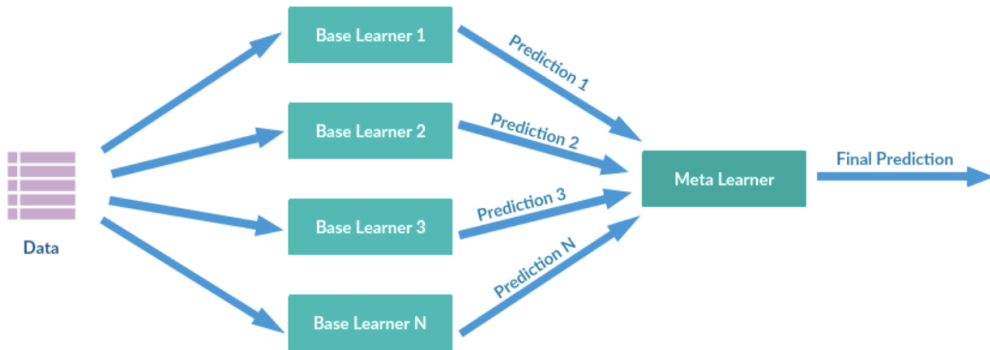 Base Learner 1
Prediction 1
Base Learner 2
Prediction 2
Meta Learner
Final Prediction
Data
Base Learner 3
Prediction 3
Base Learner N
Prediction N